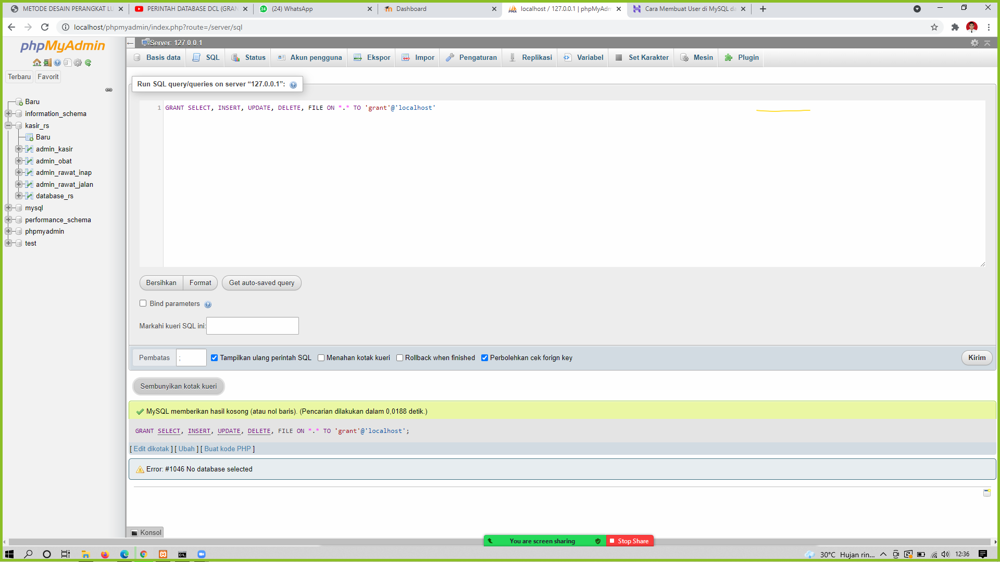 METODE DESAIN PERANGKAT LU
PERINTAH DATABASE DCL (GRAN
(24) WhatsApp
Dashboard
localhost / 127.0.0.1 | phpMyAdm
Cara Membuat User di MySQL da
localhost/phpmyadmin/index.php?route=/server/sql
phpMyAdmin
Terbaru
Favorit
Baru
information_schema
kasir_rs
Baru
admin_kasir
admin_obat
admin_rawat_inap
admin_rawat_jalan
database_rs
mysql
performance_schema
phpmyadmin
test
Server: 127.0.0.1
Basis data
SQL
Status
Akun pengguna
Ekspor
Impor
Pengaturan
Replikasi
Variabel
Set Karakter
Mesin
Plugin
Run SQL query/queries on server “127.0.0.1”:
1 GRANT SELECT, INSERT, UPDATE, DELETE, FILE ON *.* TO 'grant'@'localhost'
Bersihkan
Format
Get auto-saved query
Bind parameters
Markahi kueri SQL ini:
Pembatas
;
Tampilkan ulang perintah SQL
Menahan kotak kueri
Rollback when finished
Perbolehkan cek forign key
Kirim
Sembunyikan kotak kueri
MySQL memberikan hasil kosong (atau nol baris). (Pencarian dilakukan dalam 0,0188 detik.)
GRANT SELECT, INSERT, UPDATE, DELETE, FILE ON *.* TO 'grant'@'localhost';
[ Edit dikotak ] [ Ubah ] [ Buat kode PHP ]
Error: #1046 No database selected
Konsol
You are screen sharing
Stop Share
30°C Hujan rin...
12:36